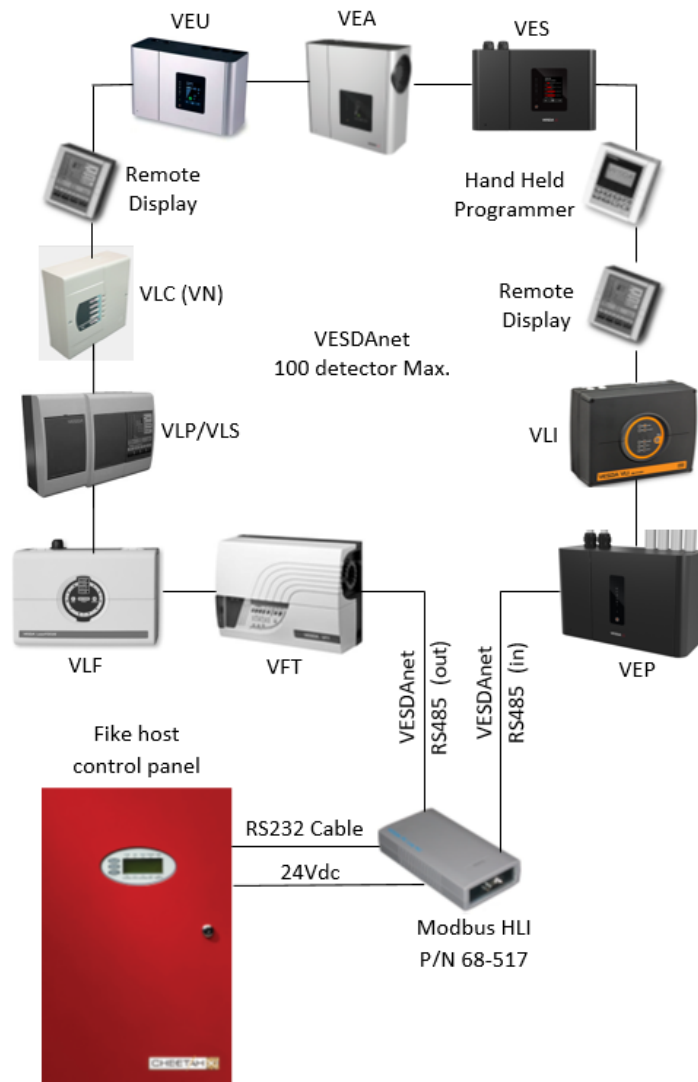 VEU
VEA
VES
Remote
Display
Hand Held
Programmer
VLC (VN)
Remote
Display
VESDAnet
100 detector Max.
VLP/VLS
VLI
VLF
VFT
VEP
VESDAnet
RS485 (out)
VESDAnet
RS485 (in)
Fike host
control panel
RS232 Cable
24Vdc
Modbus HLI
P/N 68-517
CHEETAH Xi